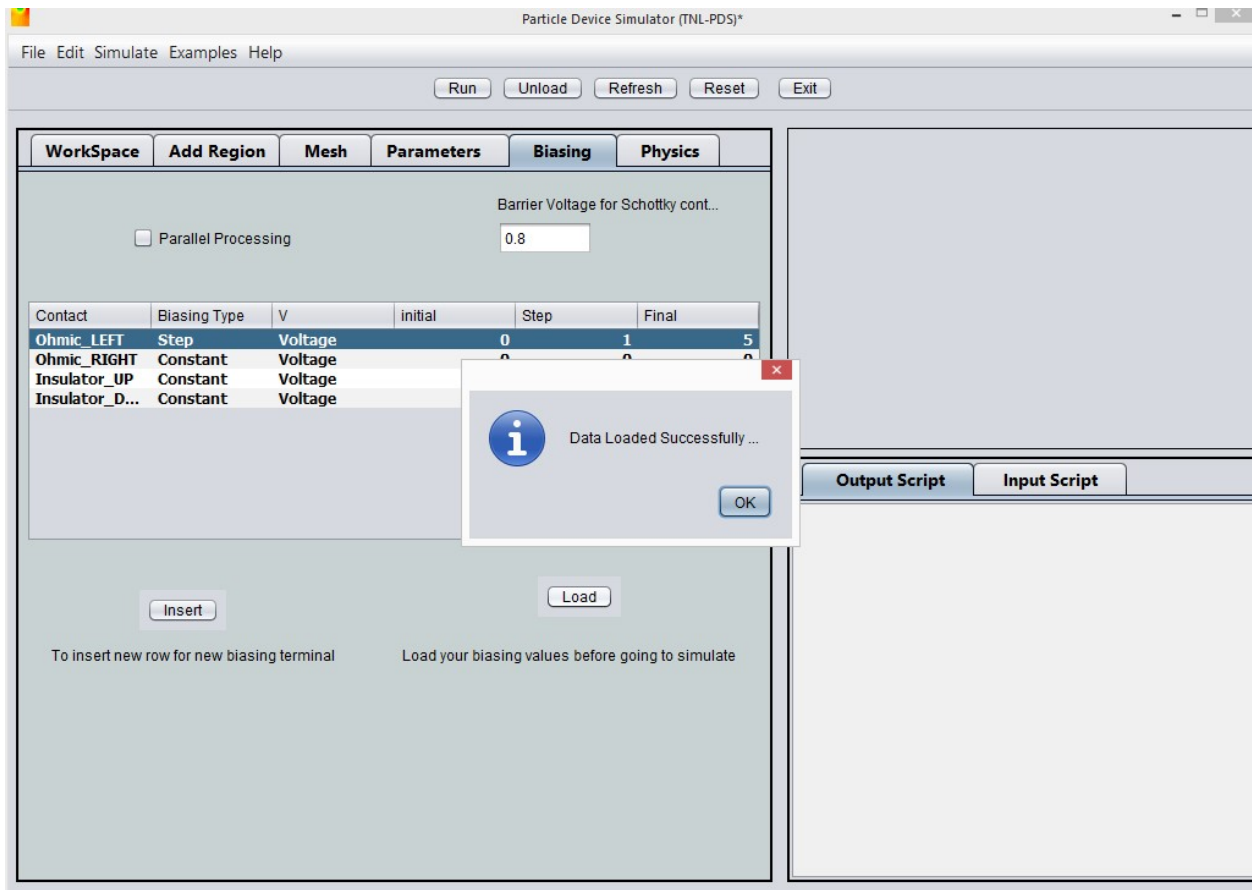 Particle Device Simulator (TNL-PDS)*
File Edit Simulate Examples Help
Run Unload Refresh Reset Exit
WorkSpace Add Region Mesh Parameters Biasing Physics
Barrier Voltage for Schottky cont...
Parallel Processing 0.8
Contact Biasing Type V initial Step Final
Ohmic_LEFT Step Voltage 0 1 5
Ohmic_RIGHT Constant Voltage 0 0 0
Insulator_UP Constant Voltage
Insulator_D... Constant Voltage
Data Loaded Successfully ...
OK
Output Script Input Script
Load
Insert
To insert new row for new biasing terminal Load your biasing values before going to simulate